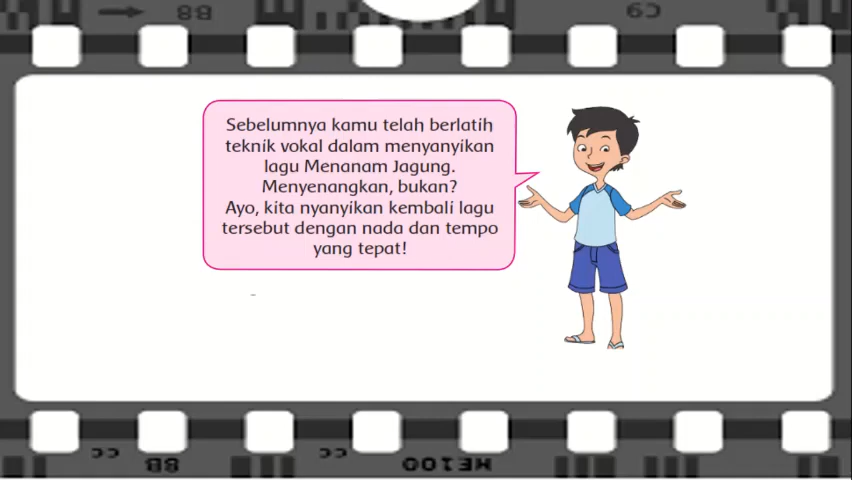 Sebelumnya kamu telah berlatih
teknik vokal dalam menyanyikan
lagu Menanam Jagung.
Menyenangkan, bukan?
Ayo, kita nyanyikan kembali lagu
tersebut dengan nada dan tempo
yang tepat!